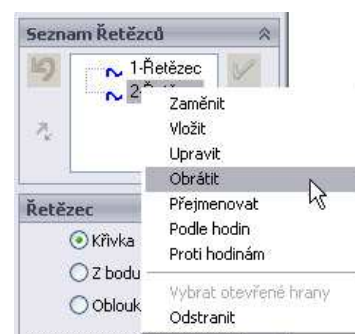 Seznam Řetězců
1-Řetězec
Zaměnit
Vložit
Upravit
Obrátit
Řetězec
Přejmenovat
Křivka
Podle hodin
Z bodu
Proti hodinám
Oblouk
Vybrat otevřené hrany
Odstranit